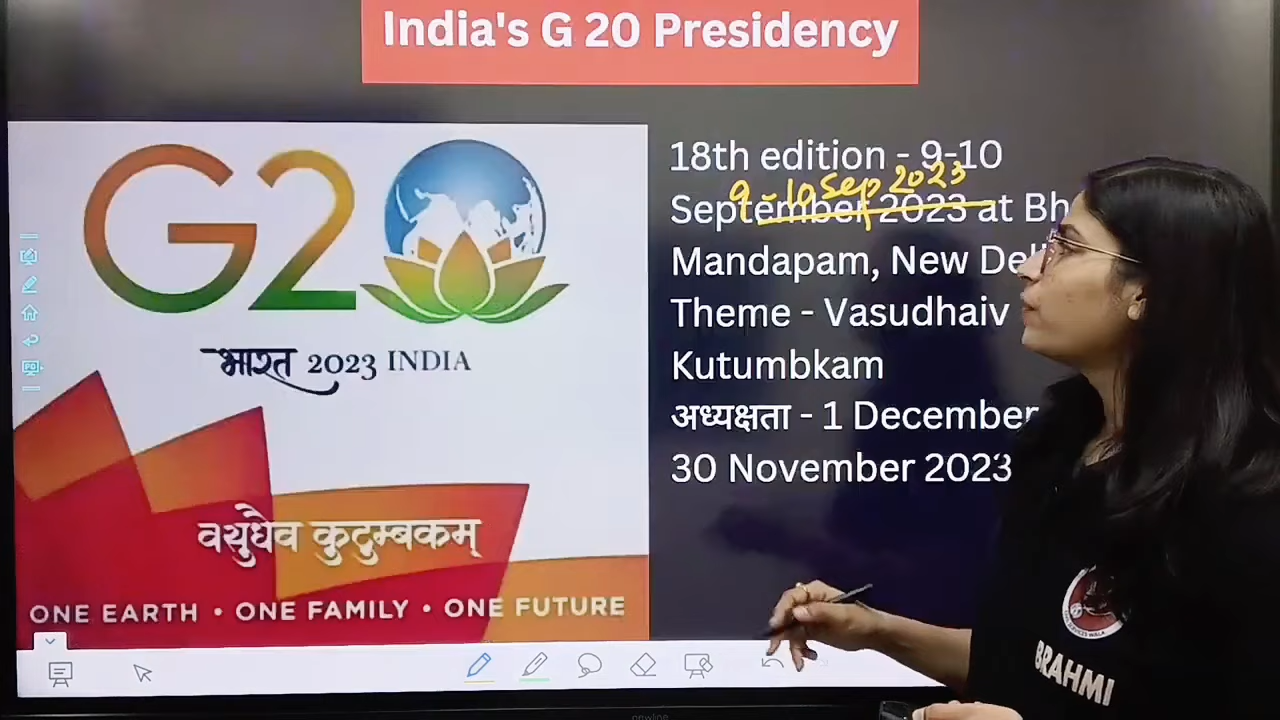 India's G 20 Presidency
G20
भारत 2023 INDIA
वसुधैव कुटुम्बकम्
ONE EARTH • ONE FAMILY • ONE FUTURE
18th edition - 9-10
9-10 Sep 2023
September 2023 at Bh
Mandapam, New Del
Theme - Vasudhaiv
Kutumbkam
अध्यक्षता - 1 December
30 November 2023
BRAHMI